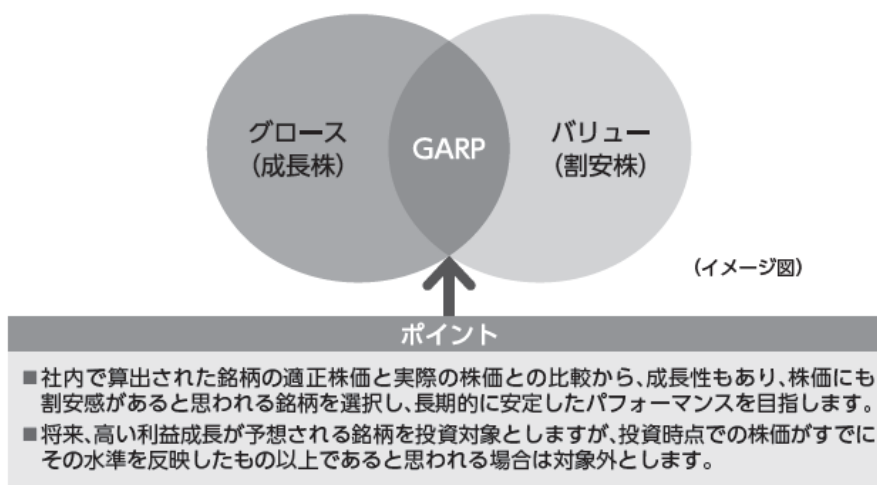 グロース
(成長株)
GARP
バリュー
(割安株)
(イメージ図)
ポイント
■社内で算出された銘柄の適正株価と実際の株価との比較から、成長性もあり、株価にも
割安感があると思われる銘柄を選択し、長期的に安定したパフォーマンスを目指します。
■将来、高い利益成長が予想される銘柄を投資対象としますが、投資時点での株価がすでに
その水準を反映したもの以上であると思われる場合は対象外とします。